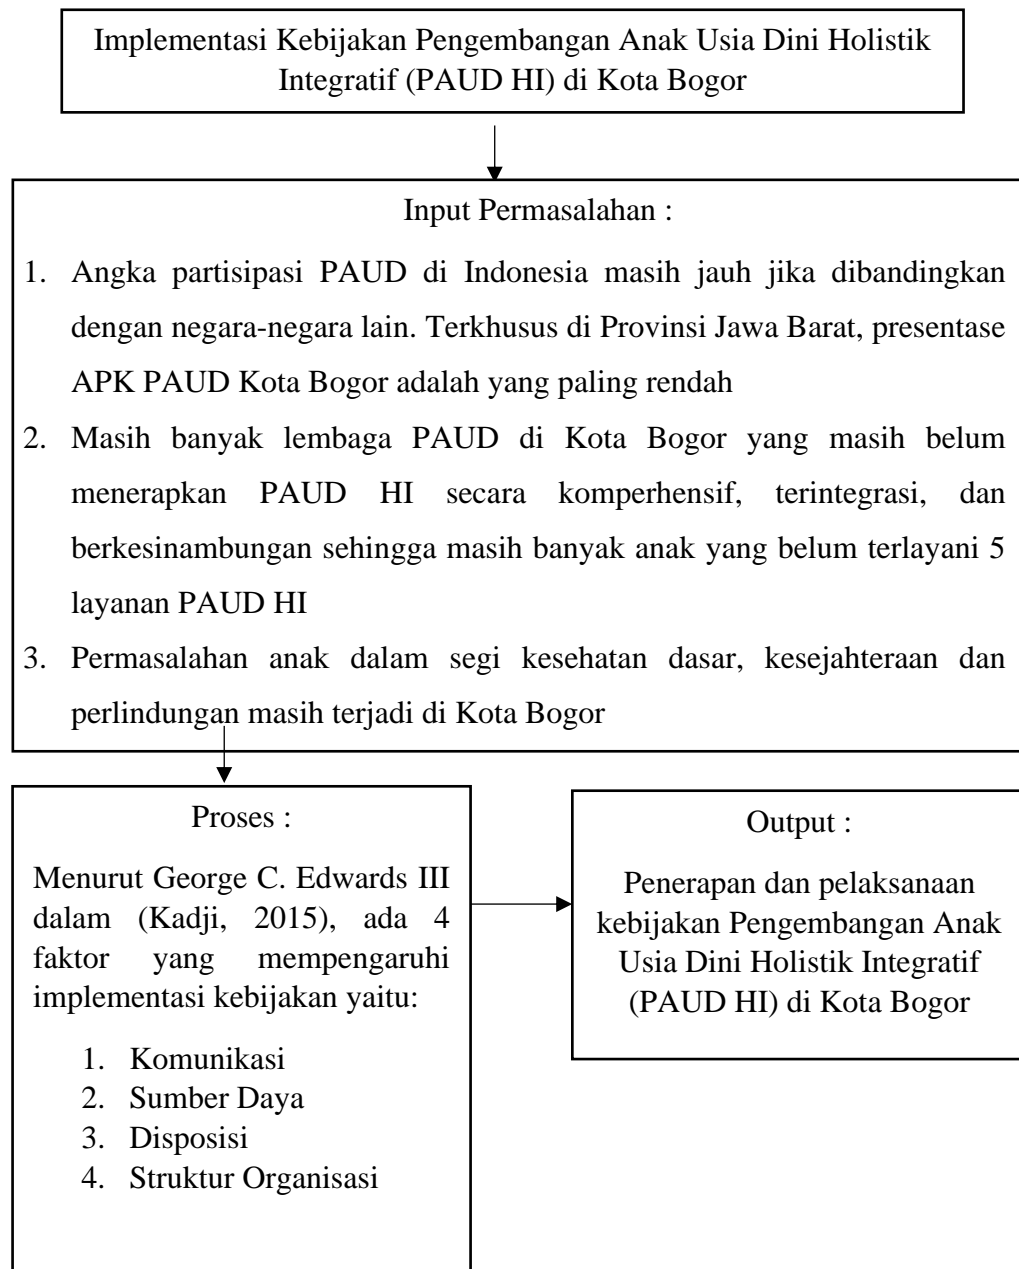 Implementasi Kebijakan Pengembangan Anak Usia Dini Holistik
Integratif (PAUD HI) di Kota Bogor
Input Permasalahan :
1. Angka partisipasi PAUD di Indonesia masih jauh jika dibandingkan
dengan negara-negara lain. Terkhusus di Provinsi Jawa Barat, presentase
APK PAUD Kota Bogor adalah yang paling rendah
2. Masih banyak lembaga PAUD di Kota Bogor yang masih belum
menerapkan PAUD HI secara komperhensif, terintegrasi, dan
berkesinambungan sehingga masih banyak anak yang belum terlayani 5
layanan PAUD HI
3. Permasalahan anak dalam segi kesehatan dasar, kesejahteraan dan
perlindungan masih terjadi di Kota Bogor
Proses :
Menurut George C. Edwards III
dalam (Kadji, 2015), ada 4
faktor yang mempengaruhi
implementasi kebijakan yaitu:
1. Komunikasi
2. Sumber Daya
3. Disposisi
4. Struktur Organisasi
Output :
Penerapan dan pelaksanaan
kebijakan Pengembangan Anak
Usia Dini Holistik Integratif
(PAUD HI) di Kota Bogor